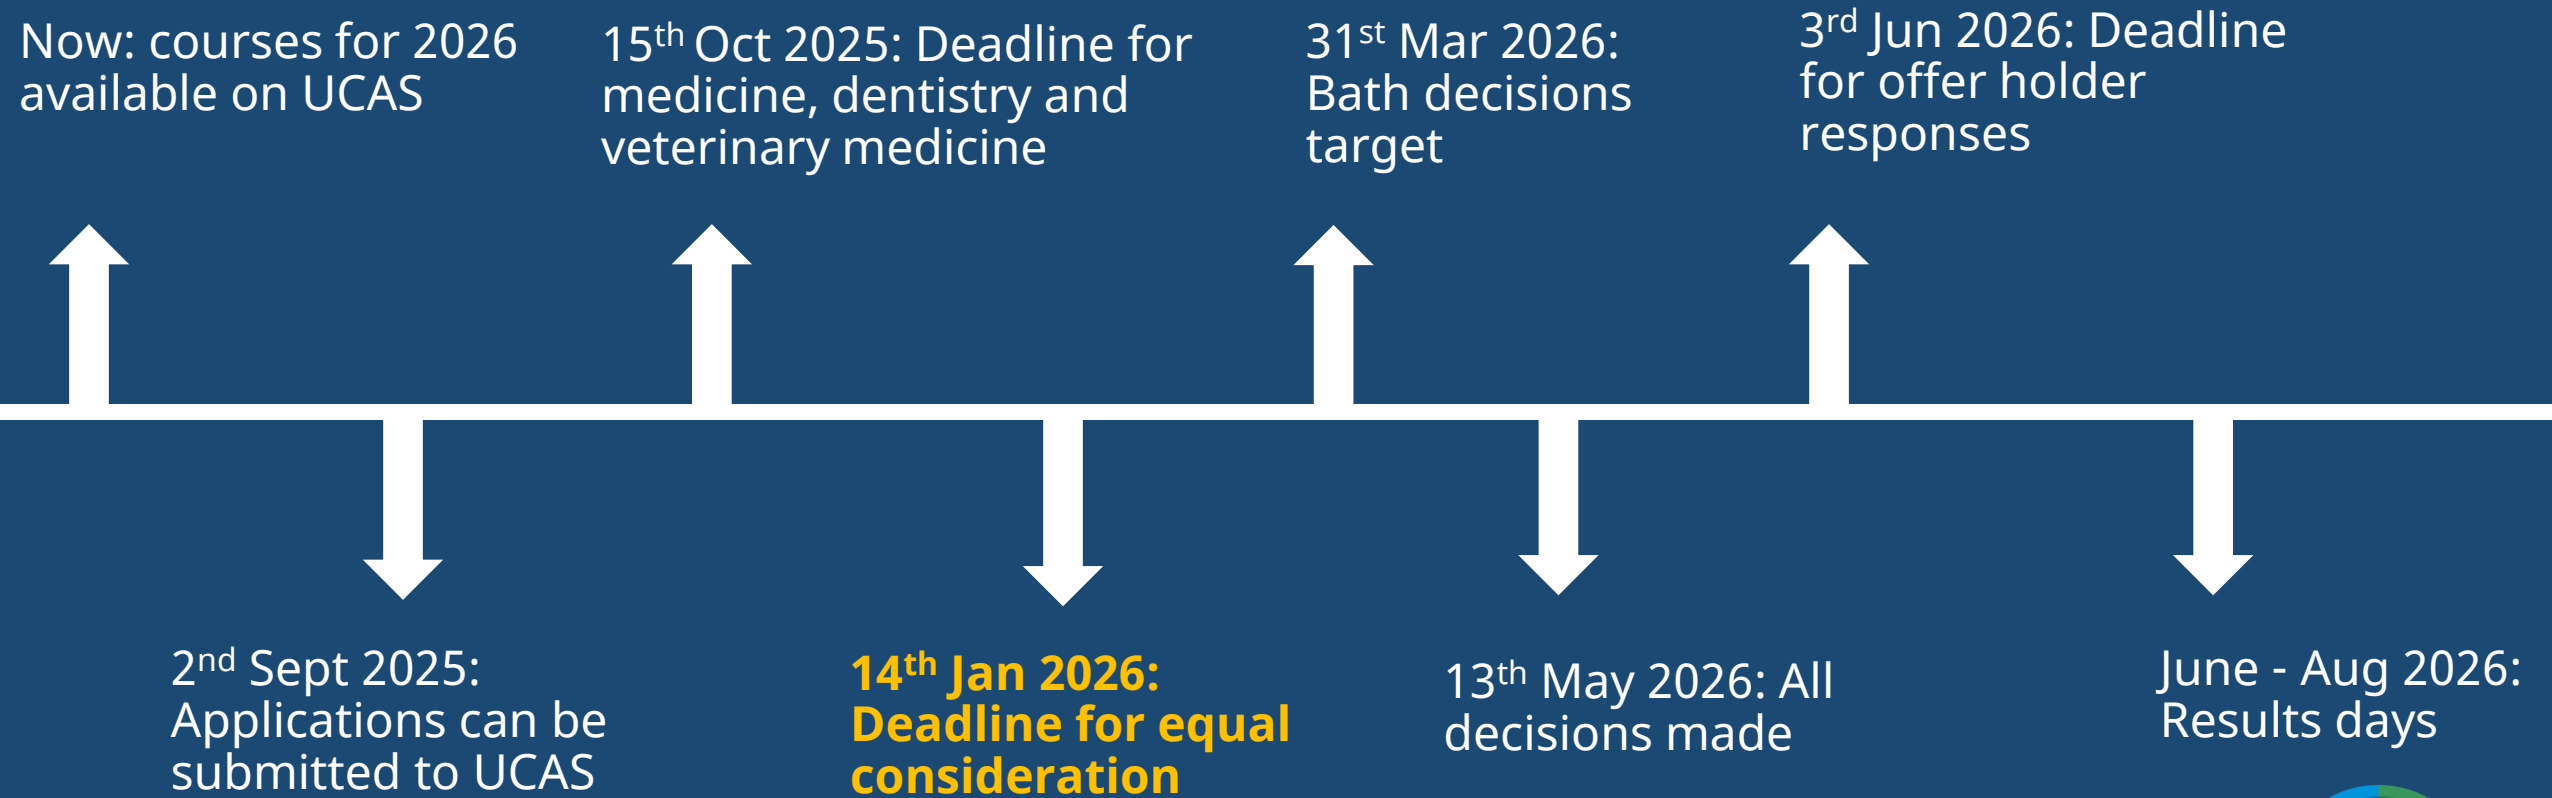 Now: courses for 2026
available on UCAS
15th Oct 2025: Deadline for
medicine, dentistry and
veterinary medicine
31st Mar 2026:
Bath decisions
target
3rd Jun 2026: Deadline
for offer holder
responses
2nd Sept 2025:
Applications can be
submitted to UCAS
14th Jan 2026:
Deadline for equal
consideration
13th May 2026: All
decisions made
June - Aug 2026:
Results days